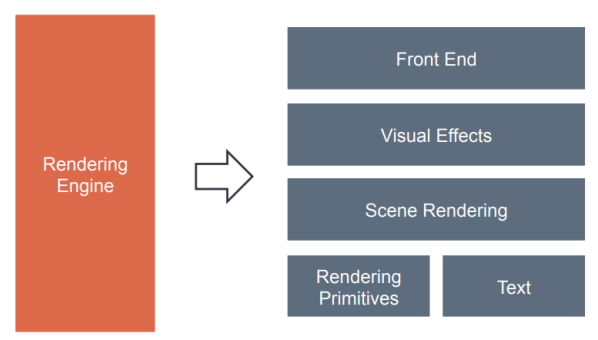 Rendering
Engine
Front End
Visual Effects
Scene Rendering
Rendering
Primitives
Text